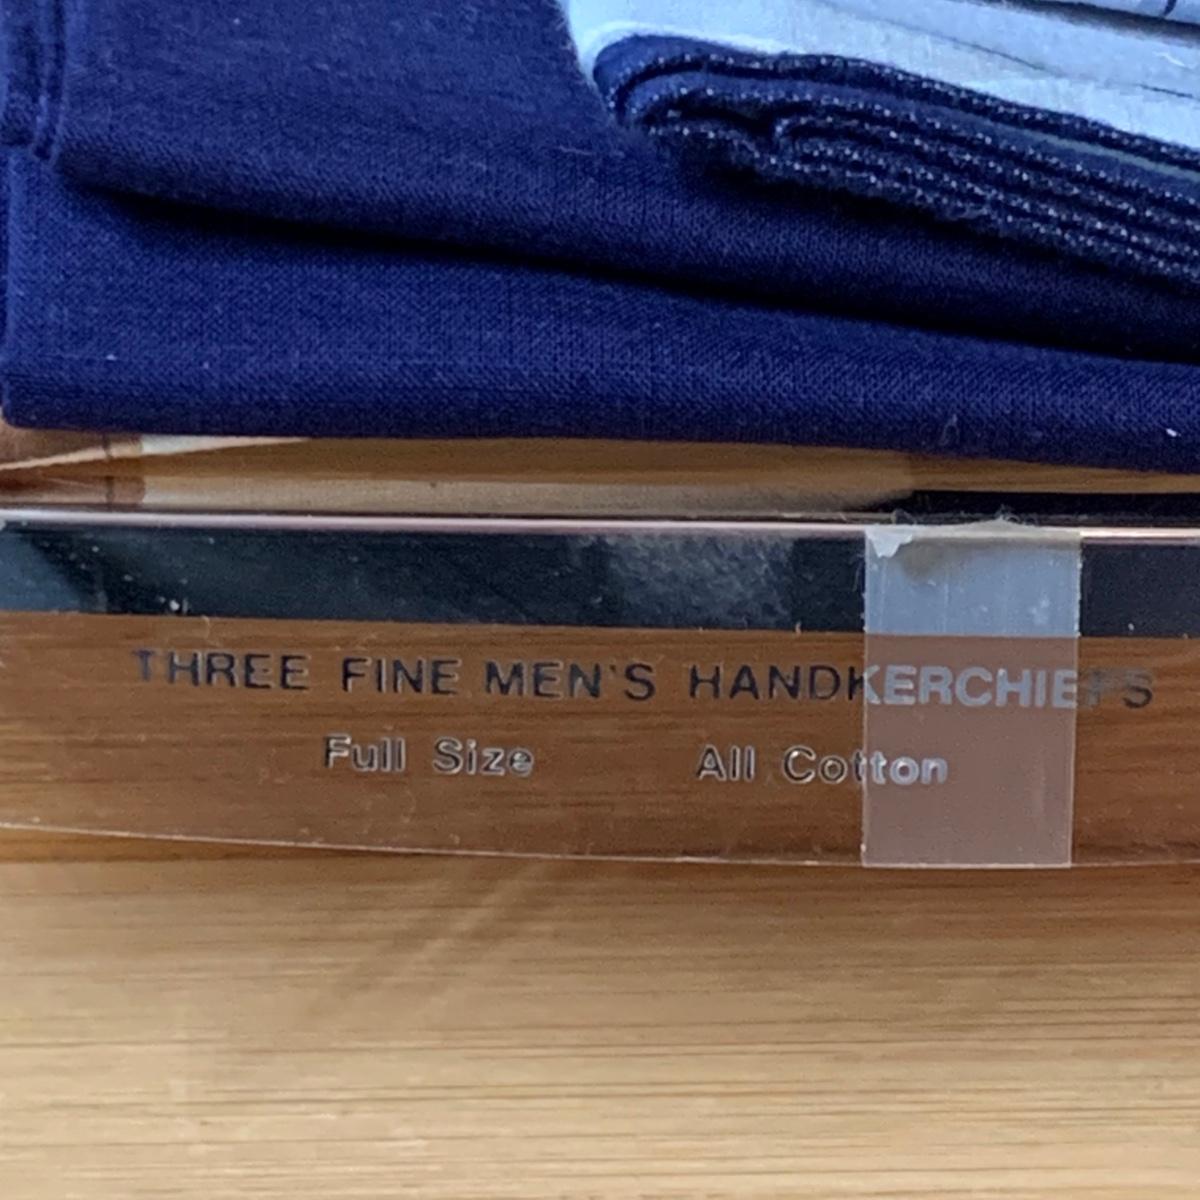 THREE FINE MEN'S HANDKERCHIEFS
Full Size All Cotton